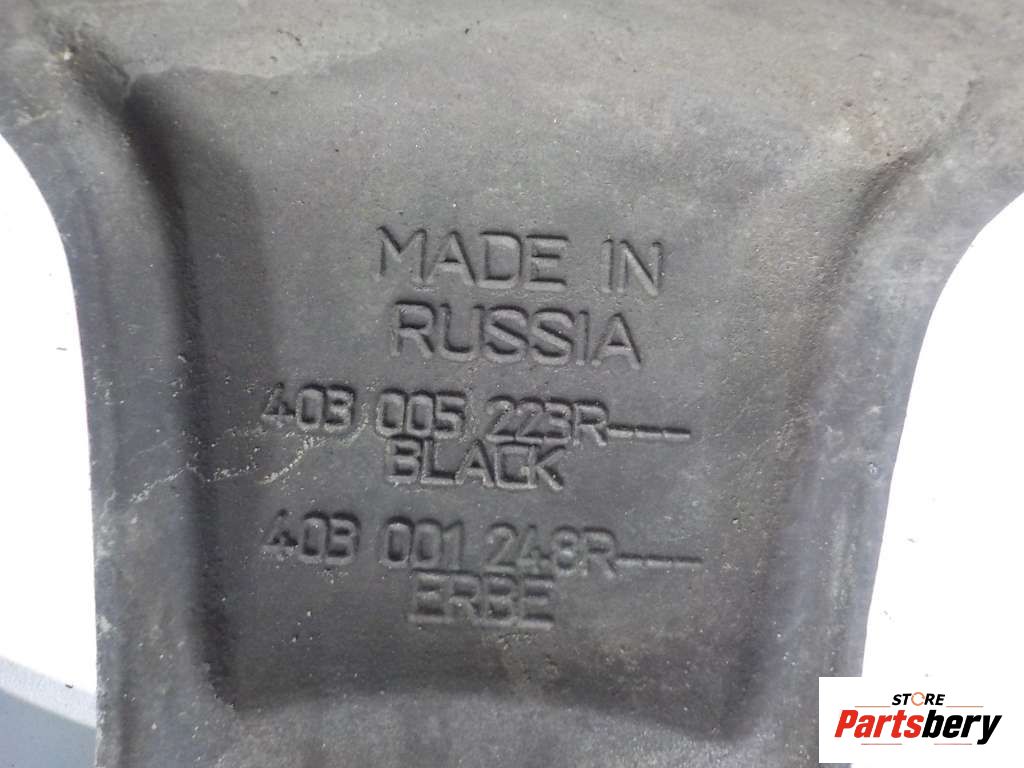 MADE IN
RUSSIA
403 005 223R----
BLACK
403 001 248R----
ERBE
STORE
Partsbery